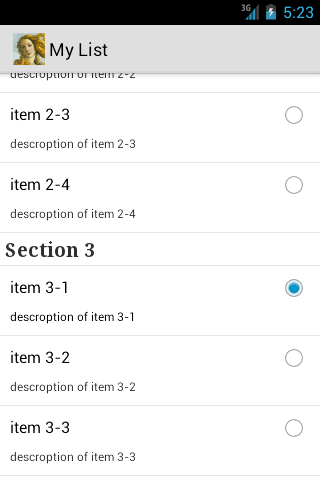 3G
5:23
My List
descroption of item 2-2
item 2-3
descroption of item 2-3
item 2-4
descroption of item 2-4
Section 3
item 3-1
descroption of item 3-1
item 3-2
descroption of item 3-2
item 3-3
descroption of item 3-3